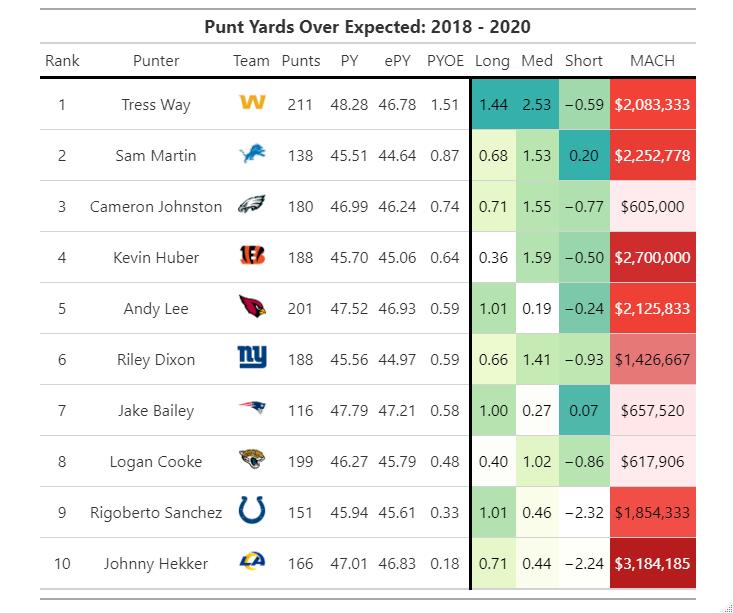 Punt Yards Over Expected: 2018 - 2020
Rank Punter Team Punts PY ePY PYOE Long Med Short MACH
1 Tress Way W 211 48.28 46.78 1.51 1.44 2.53 −0.59 $2,083,333
2 Sam Martin 138 45.51 44.64 0.87 0.68 1.53 0.20 $2,252,778
3 Cameron Johnston 180 46.99 46.24 0.74 0.71 1.55 −0.77 $605,000
4 Kevin Huber 188 45.70 45.06 0.64 0.36 1.59 −0.50 $2,700,000
5 Andy Lee 201 47.52 46.93 0.59 1.01 0.19 −0.24 $2,125,833
6 Riley Dixon ny 188 45.56 44.97 0.59 0.66 1.41 −0.93 $1,426,667
7 Jake Bailey 116 47.79 47.21 0.58 1.00 0.27 0.07 $657,520
8 Logan Cooke 199 46.27 45.79 0.48 0.40 1.02 −0.86 $617,906
9 Rigoberto Sanchez 151 45.94 45.61 0.33 1.01 0.46 −2.32 $1,854,333
10 Johnny Hekker LA 166 47.01 46.83 0.18 0.71 0.44 −2.24 $3,184,185